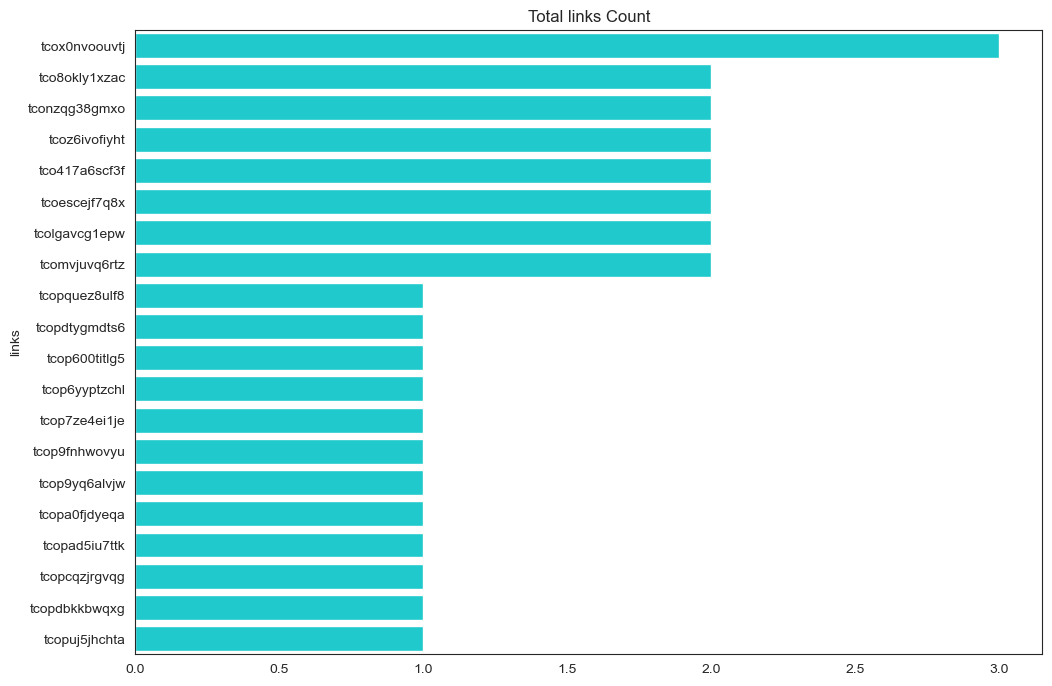 Total links Count
tcox0nvoouvtj
tco8okly1xzac
tconzqg38gmxo
tcoz6ivofiyht
tco417a6scf3f
tcoescejf7q8x
tcolgavcg1epw
tcomvjuvq6rtz
tcopquez8ulf8
tcopdtygmdts6
tcop600titlg5
tcop6yyptzchl
tcop7ze4ei1je
tcop9fnhwovyu
tcop9yq6alvjw
tcopa0fjdyeqa
tcopad5iu7ttk
tcopcqzjrgvqg
tcopdbkkbwqxg
tcopuj5jhchta
links
0.0 0.5 1.0 1.5 2.0 2.5 3.0